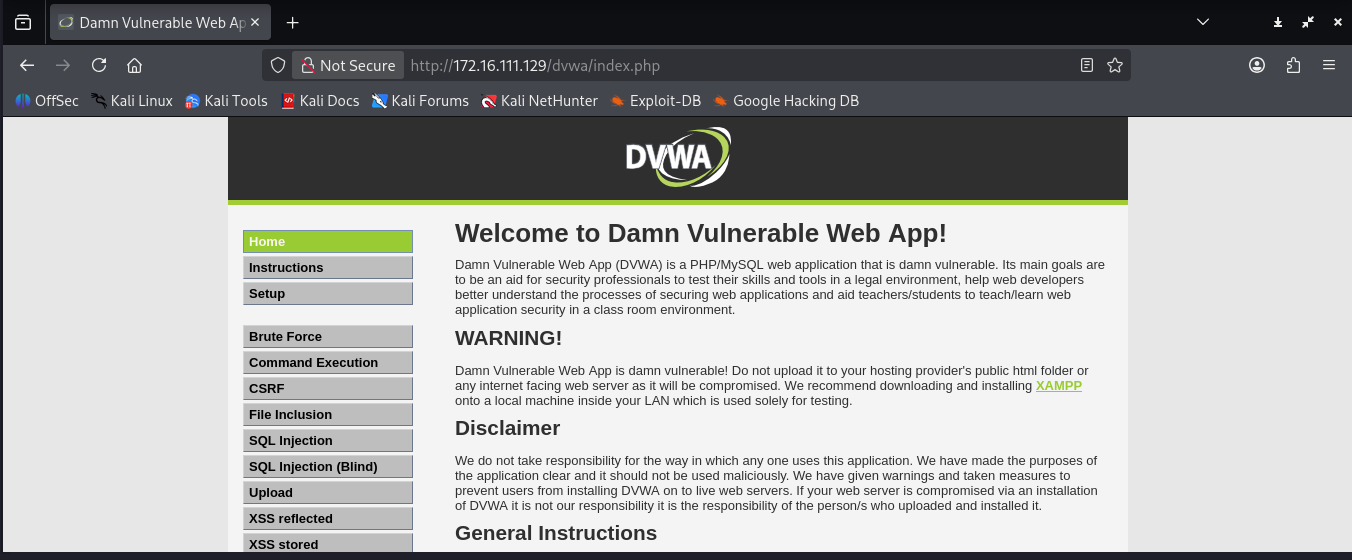 Damn Vulnerable Web Ap
Not Secure http://172.16.111.129/dvwa/index.php
OffSec Kali Linux Kali Tools Kali Docs Kali Forums Kali NetHunter Exploit-DB Google Hacking DB
DVWA
Home
Instructions
Setup
Brute Force
Command Execution
CSRF
File Inclusion
SQL Injection
SQL Injection (Blind)
Upload
XSS reflected
XSS stored
Welcome to Damn Vulnerable Web App!
Damn Vulnerable Web App (DVWA) is a PHP/MySQL web application that is damn vulnerable. Its main goals are
to be an aid for security professionals to test their skills and tools in a legal environment, help web developers
better understand the processes of securing web applications and aid teachers/students to teach/learn web
application security in a class room environment.
WARNING!
Damn Vulnerable Web App is damn vulnerable! Do not upload it to your hosting provider's public html folder or
any internet facing web server as it will be compromised. We recommend downloading and installing XAMPP
onto a local machine inside your LAN which is used solely for testing.
Disclaimer
We do not take responsibility for the way in which any one uses this application. We have made the purposes of
the application clear and it should not be used maliciously. We have given warnings and taken measures to
prevent users from installing DVWA on to live web servers. If your web server is compromised via an installation
of DVWA it is not our responsibility it is the responsibility of the person/s who uploaded and installed it.
General Instructions